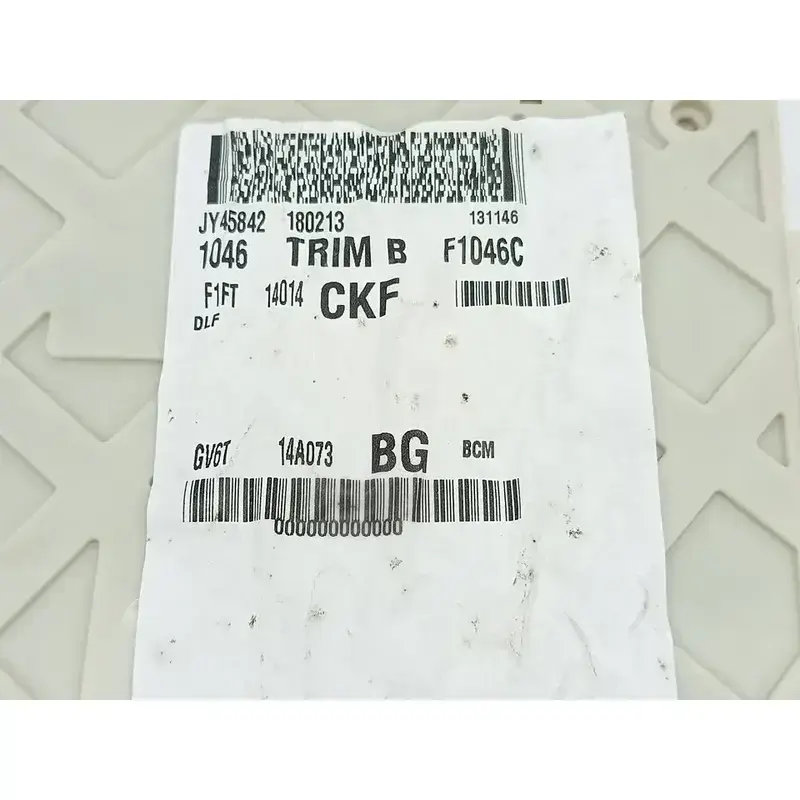 JY45842 180213 131146
1046 TRIM B F1046C
F1FT 14014 CKF
DLF
GV6T 14A073 BG BCM
000000000000